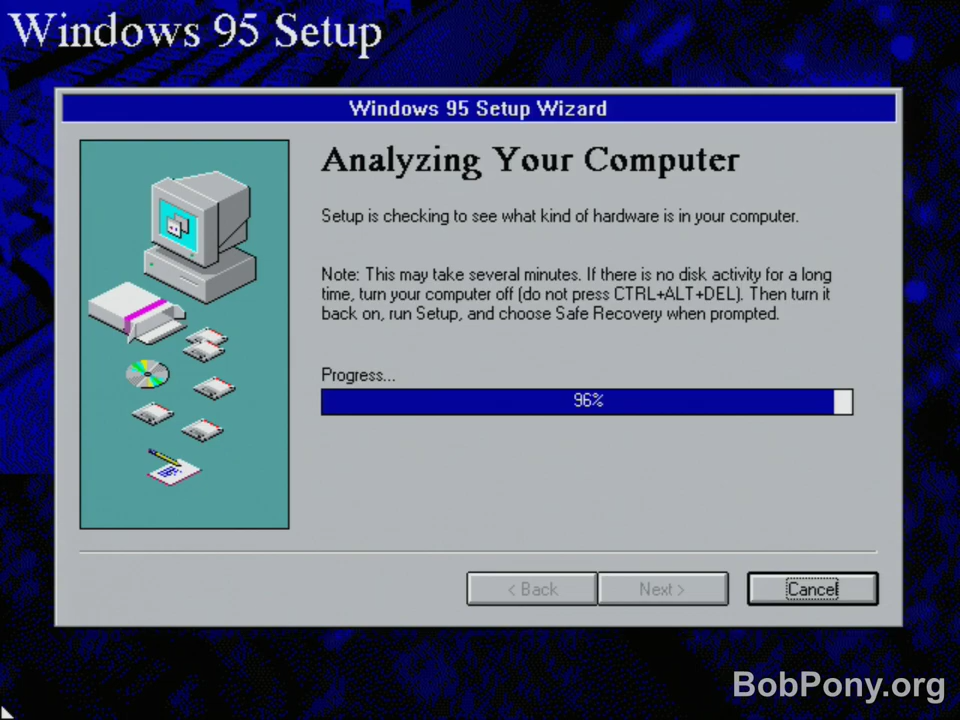 Windows 95 Setup
Windows 95 Setup Wizard
Analyzing Your Computer
Setup is checking to see what kind of hardware is in your computer.
Note: This may take several minutes. If there is no disk activity for a long
time, turn your computer off (do not press CTRL+ALT+DEL). Then turn it
back on, run Setup, and choose Safe Recovery when prompted.
Progress...
96%
< Back
Next >
Cancel
BobPony.org